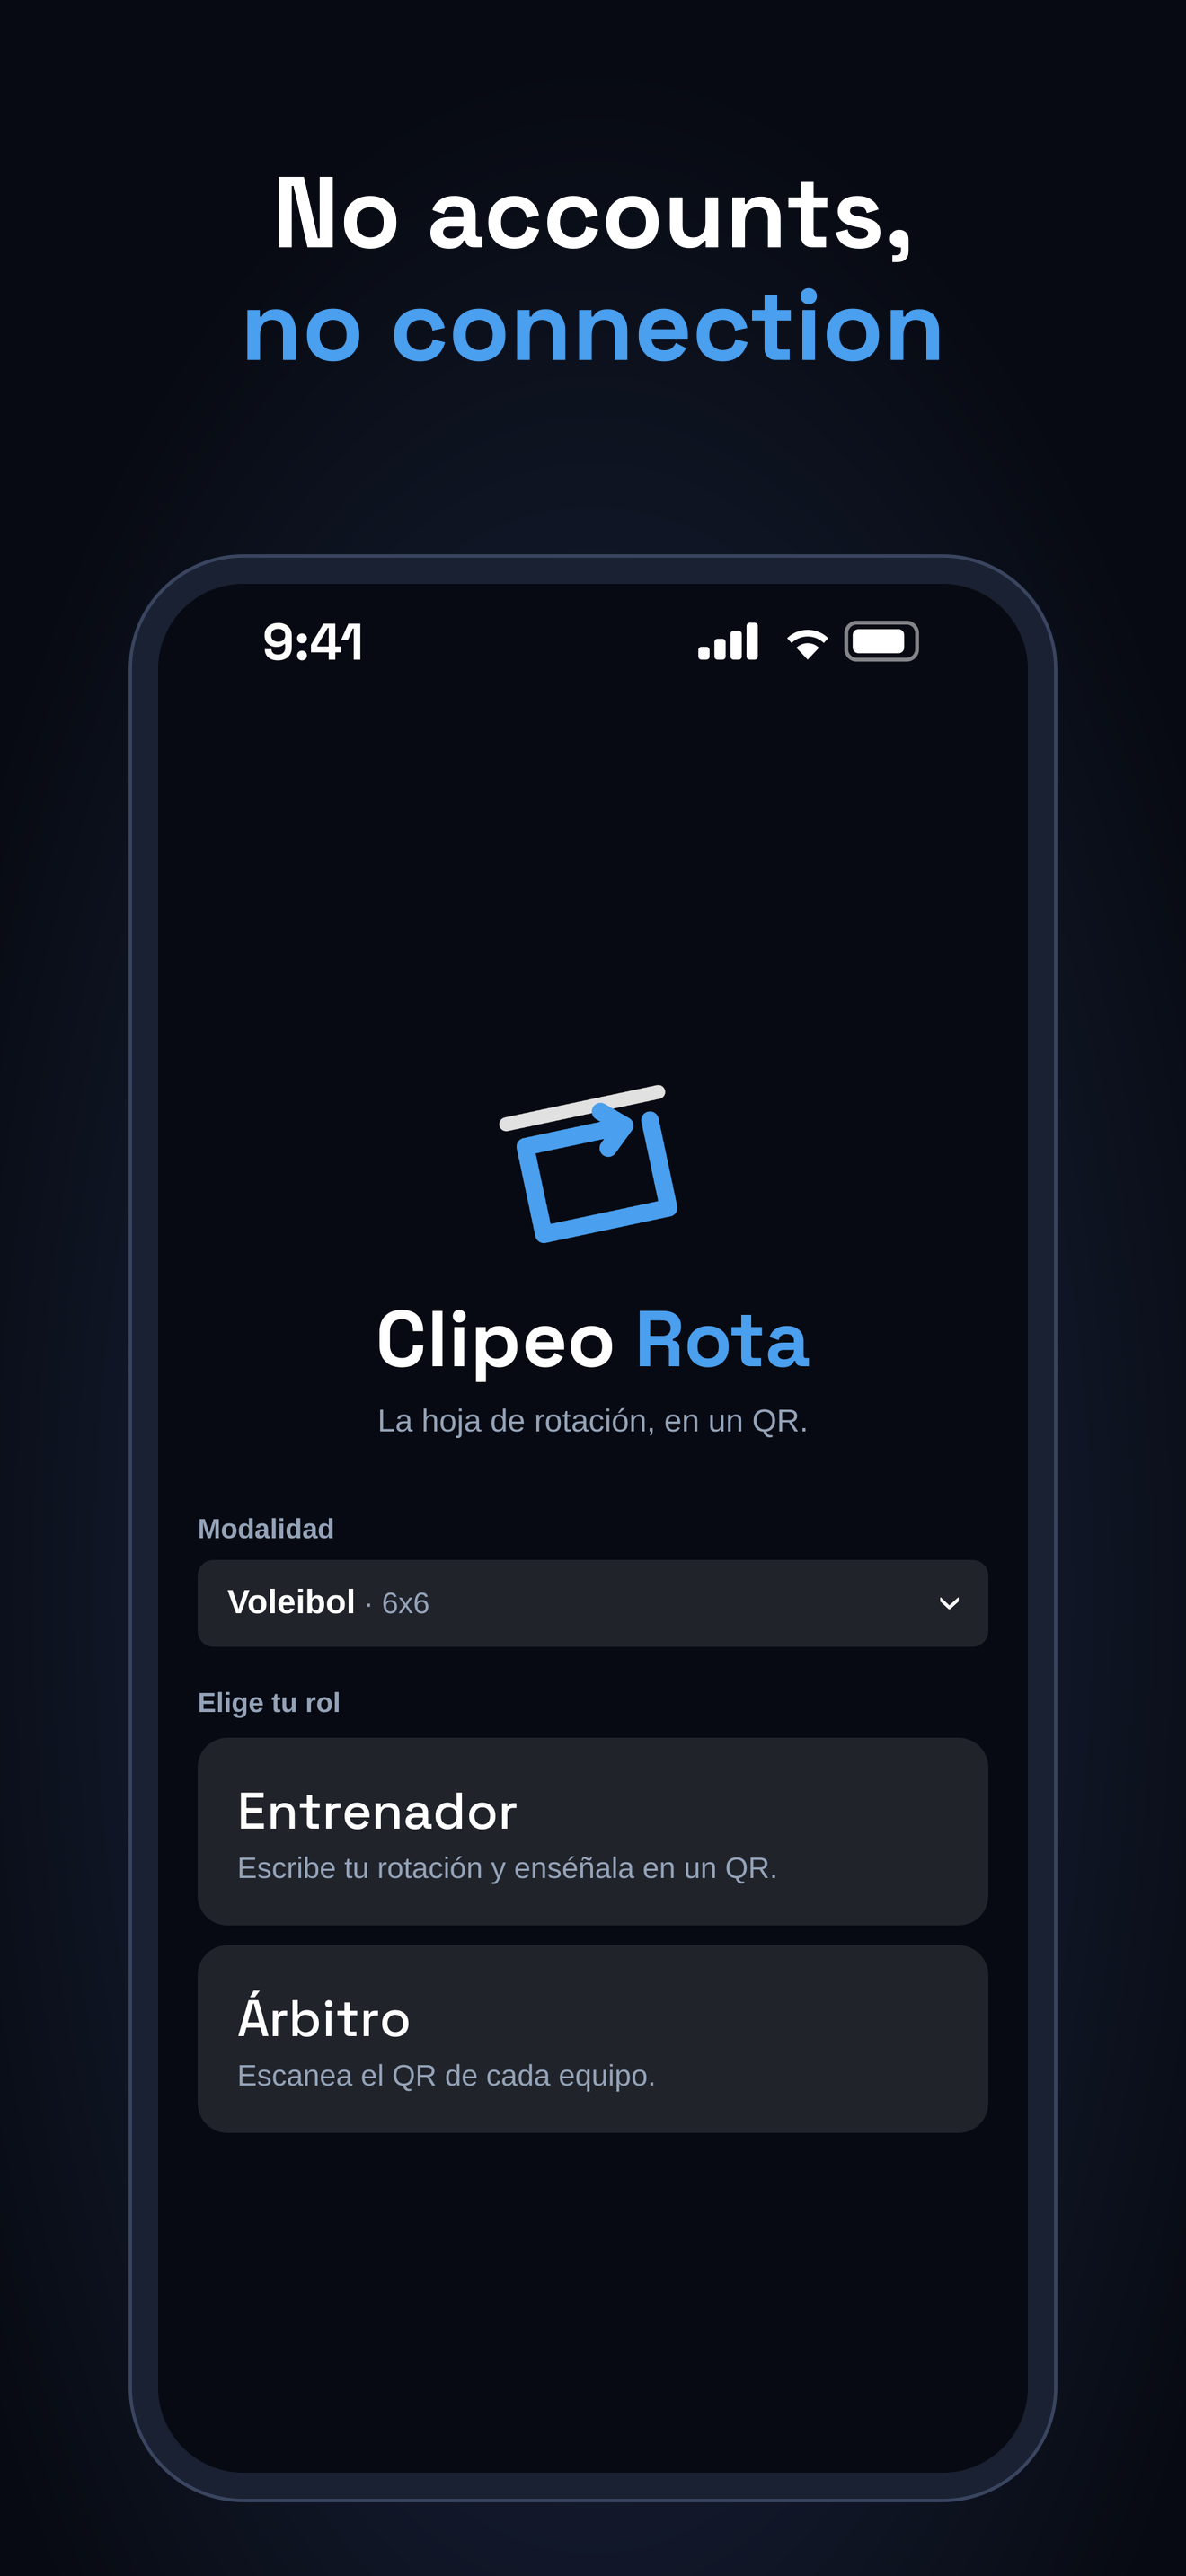 No accounts,
no connection
9:41
Clipeo Rota
La hoja de rotación, en un QR.
Modalidad
Voleibol · 6x6
Elige tu rol
Entrenador
Escribe tu rotación y enséñala en un QR.
Árbitro
Escanea el QR de cada equipo.